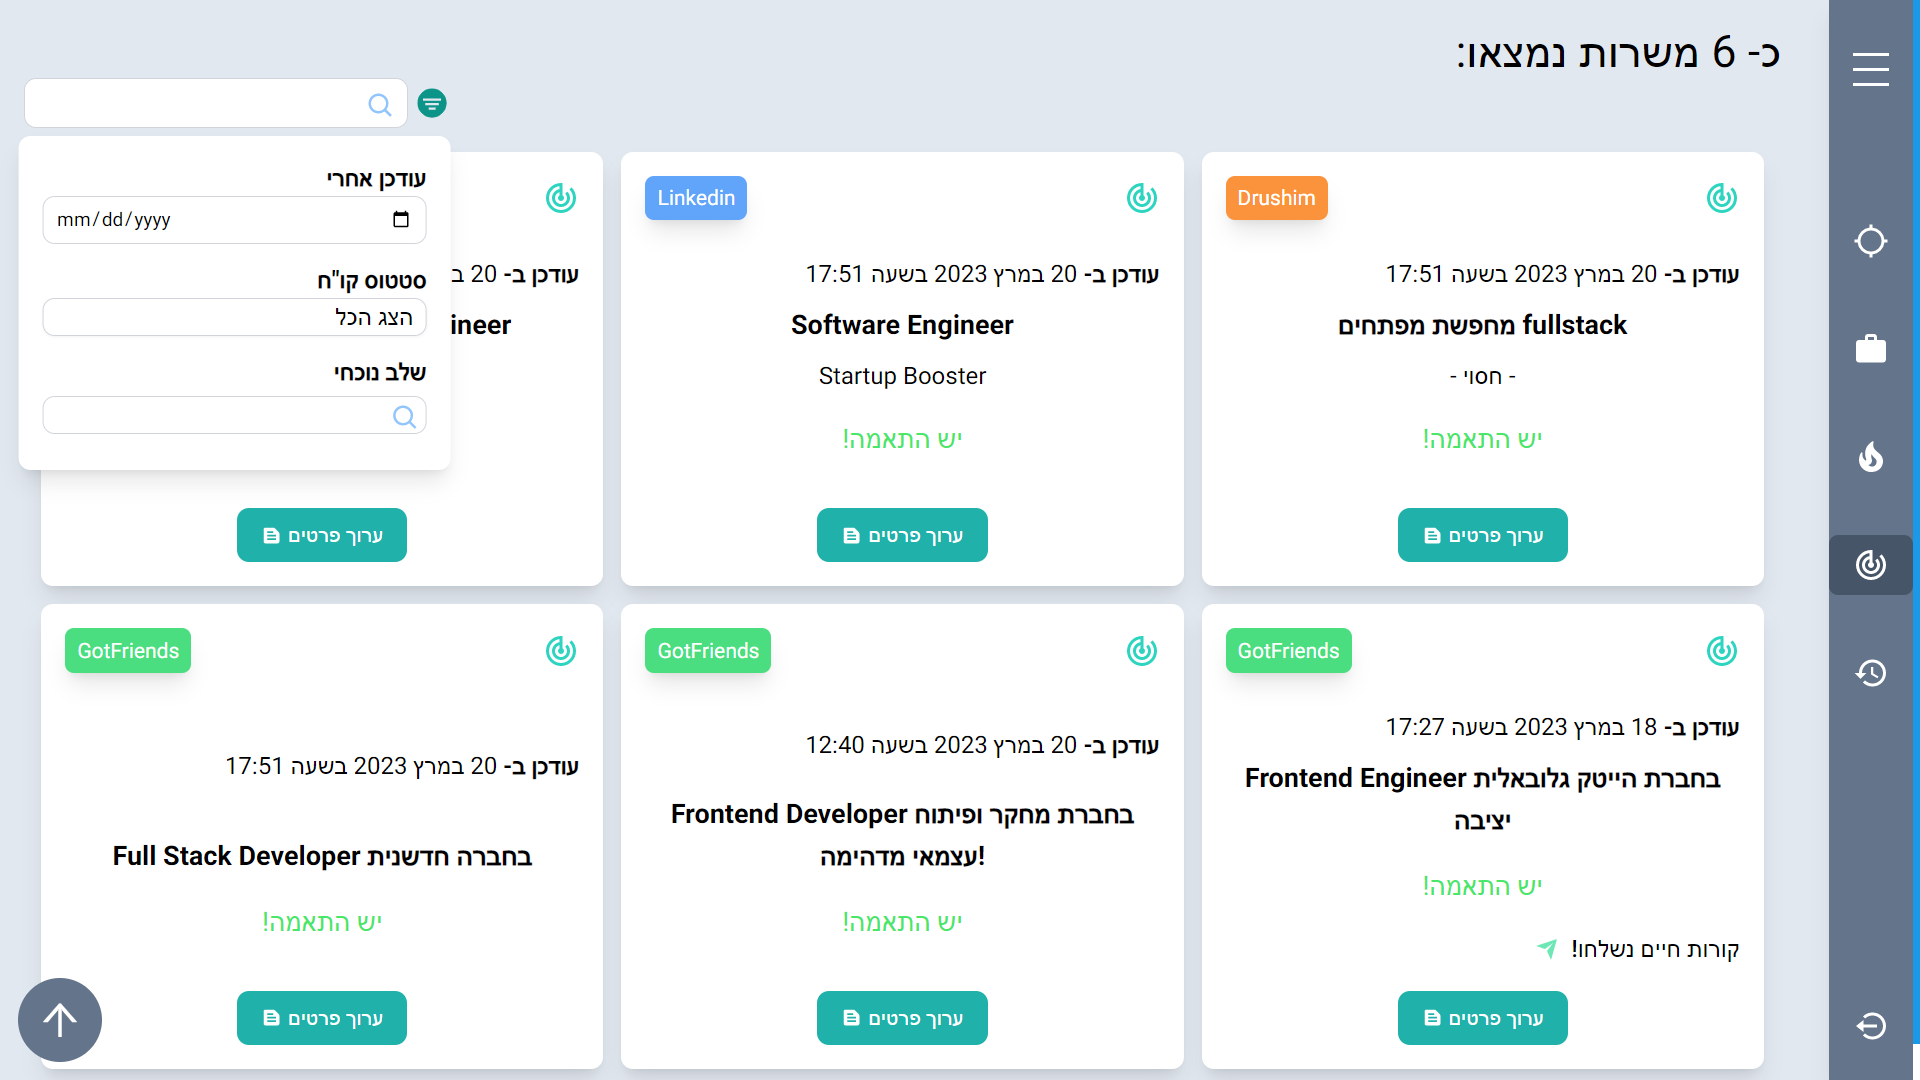 כ- 6 משרות נמצאו:
עודכן אחרי
mm/dd/yyyy
סטטוס קו"ח
הצג הכל
שלב נוכחי
Drushim
עודכן ב- 20 במרץ 2023 בשעה 17:51
fullstack מחפשת מפתחים
- חסוי -
יש התאמה!
ערוך פרטים
Linkedin
עודכן ב- 20 במרץ 2023 בשעה 17:51
Software Engineer
Startup Booster
יש התאמה!
ערוך פרטים
עודכן ב- 20 ב
ineer
ערוך פרטים
GotFriends
עודכן ב- 18 במרץ 2023 בשעה 17:27
Frontend Engineer בחברת הייטק גלובאלית
יציבה
יש התאמה!
קורות חיים נשלחו!
ערוך פרטים
GotFriends
עודכן ב- 20 במרץ 2023 בשעה 12:40
Frontend Developer בחברת מחקר ופיתוח
עצמאי מדהימה!
יש התאמה!
ערוך פרטים
GotFriends
עודכן ב- 20 במרץ 2023 בשעה 17:51
Full Stack Developer בחברה חדשנית
יש התאמה!
ערוך פרטים